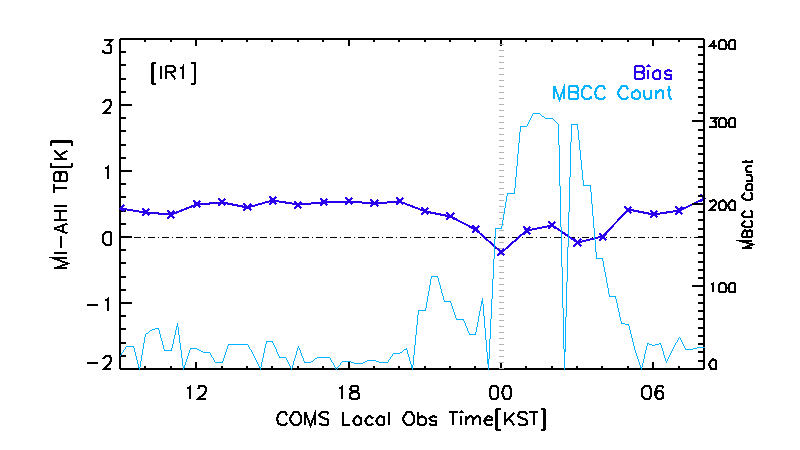 [IR1]
Bias
MBCC Count
3
2
1
0
-1
-2
MI-AHI TB[K]
400
300
200
100
0
MBCC Count
12 18 00 06
COMS Local Obs Time[KST]